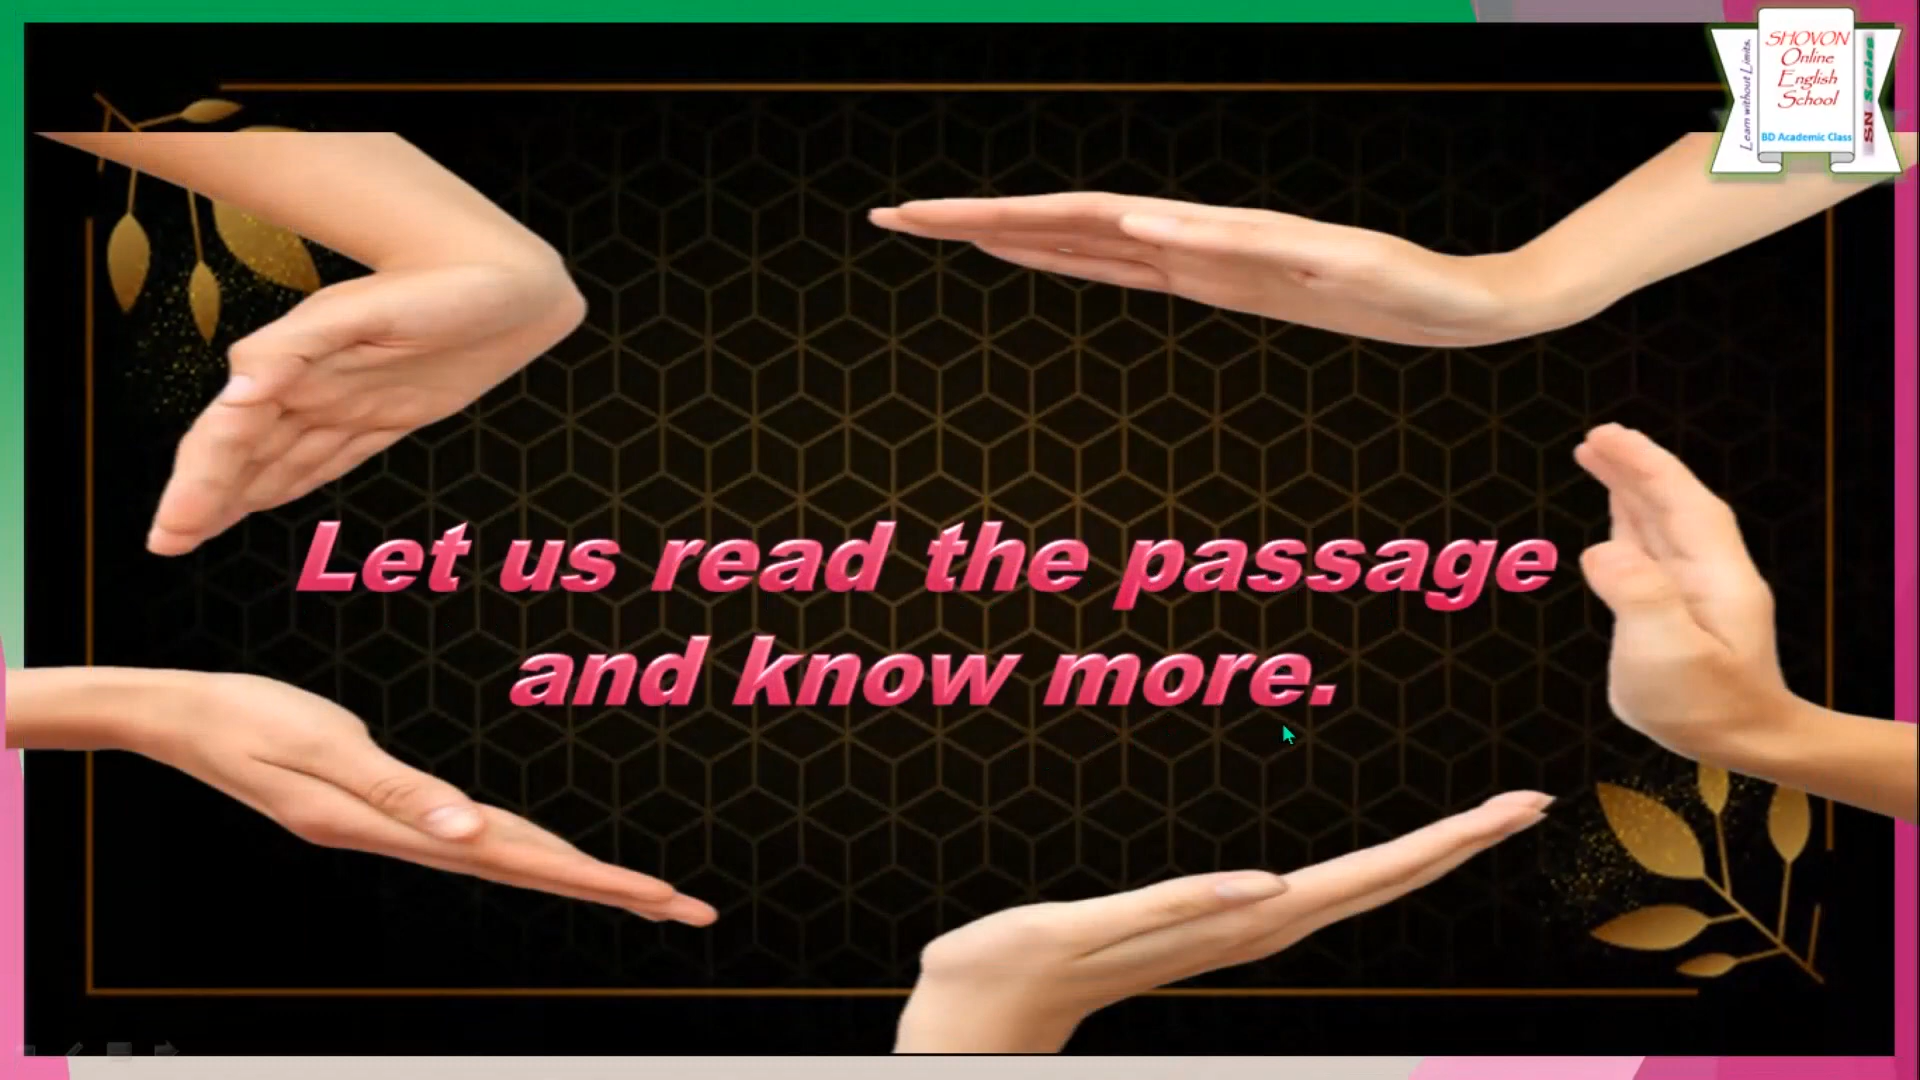 SHOVON
Online
English
School
Learn without Limits.
SN Series
BD Academic Class
Let us read the passage
and know more.